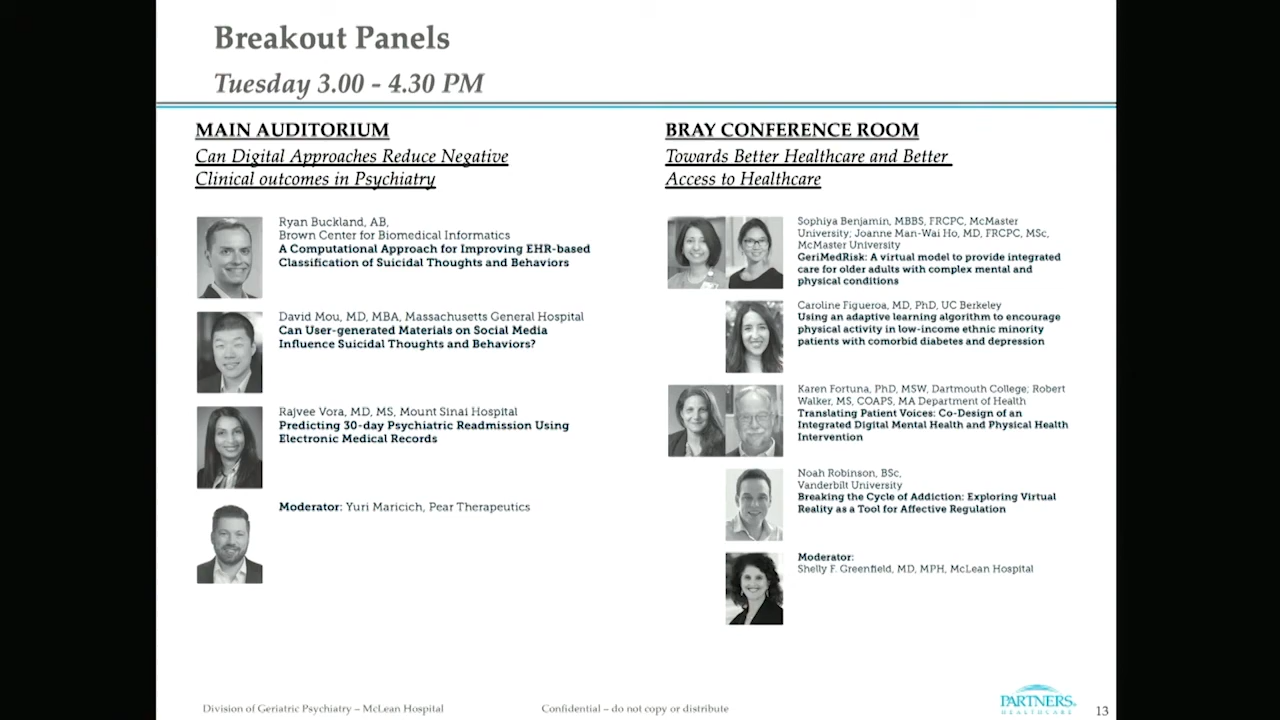 Breakout Panels
Tuesday 3.00 - 4.30 PM
MAIN AUDITORIUM
Can Digital Approaches Reduce Negative
Clinical outcomes in Psychiatry
Ryan Buckland, AB,
Brown Center for Biomedical Informatics
A Computational Approach for Improving EHR-based
Classification of Suicidal Thoughts and Behaviors
David Mou, MD, MBA, Massachusetts General Hospital
Can User-generated Materials on Social Media
Influence Suicidal Thoughts and Behaviors?
Rajvee Vora, MD, MS, Mount Sinai Hospital
Predicting 30-day Psychiatric Readmission Using
Electronic Medical Records
Moderator: Yuri Maricich, Pear Therapeutics
BRAY CONFERENCE ROOM
Towards Better Healthcare and Better
Access to Healthcare
Sophiya Benjamin, MBBS, FRCPC, McMaster
University; Joanne Man-Wai Ho, MD, FRCPC, MSc,
McMaster University
GeriMedRisk: A virtual model to provide integrated
care for older adults with complex mental and
physical conditions
Caroline Figueroa, MD, PhD, UC Berkeley
Using an adaptive learning algorithm to encourage
physical activity in low-income ethnic minority
patients with comorbid diabetes and depression
Karen Fortuna, PhD, MSW, Dartmouth College; Robert
Walker, MS, COAPS, MA Department of Health
Translating Patient Voices: Co-Design of an
Integrated Digital Mental Health and Physical Health
Intervention
Noah Robinson, BSc,
Vanderbilt University
Breaking the Cycle of Addiction: Exploring Virtual
Reality as a Tool for Affective Regulation
Moderator:
Shelly F. Greenfield, MD, MPH, McLean Hospital
Division of Geriatric Psychiatry – McLean Hospital
Confidential – do not copy or distribute
PARTNERS
HEALTHCARE
13